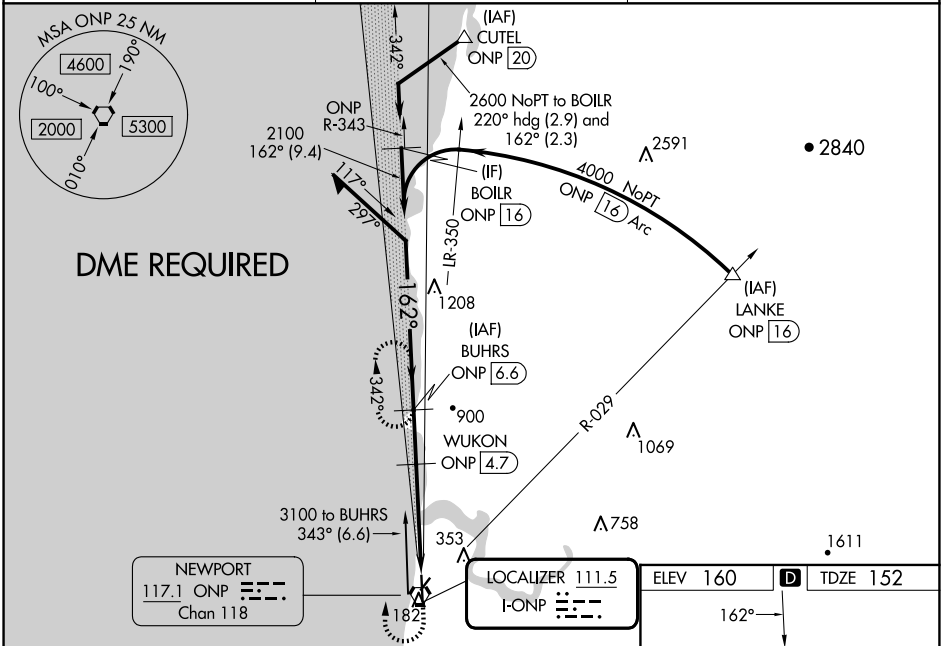 MSA ONP 25 NM
4600
190°
100°
2000
5300
010°
342°
(IAF)
CUTEL
ONP 20
2600 NoPT to BOILR
220° hdg (2.9) and
162° (2.3)
ONP
R-343
2100
162° (9.4)
117°
297°
(IF)
BOILR
ONP 16
LR-350
2591
2840
4000 NoPT
ONP 16 Arc
(IAF)
LANKE
ONP 16
DME REQUIRED
162°
1208
(IAF)
BUHRS
ONP 6.6
342°
900
WUKON
ONP 4.7
R-029
1069
3100 to BUHRS
343° (6.6)
353
758
1611
NEWPORT
117.1 ONP
Chan 118
182
LOCALIZER 111.5
I-ONP
ELEV 160
D
TDZE 152
162°